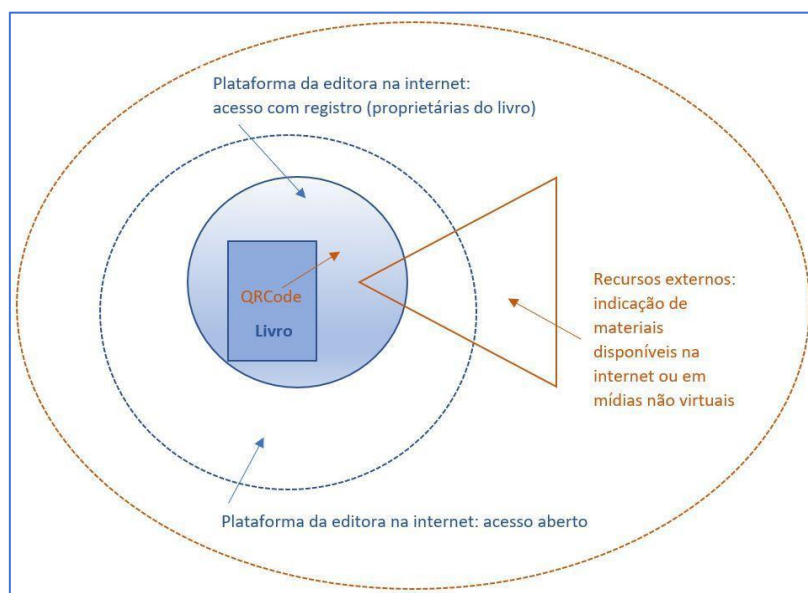 Plataforma da editora na internet:
acesso com registro (proprietárias do livro)
QRCode
Livro
Recursos externos:
indicação de
materiais
disponíveis na
internet ou em
mídias não virtuais
Plataforma da editora na internet: acesso aberto